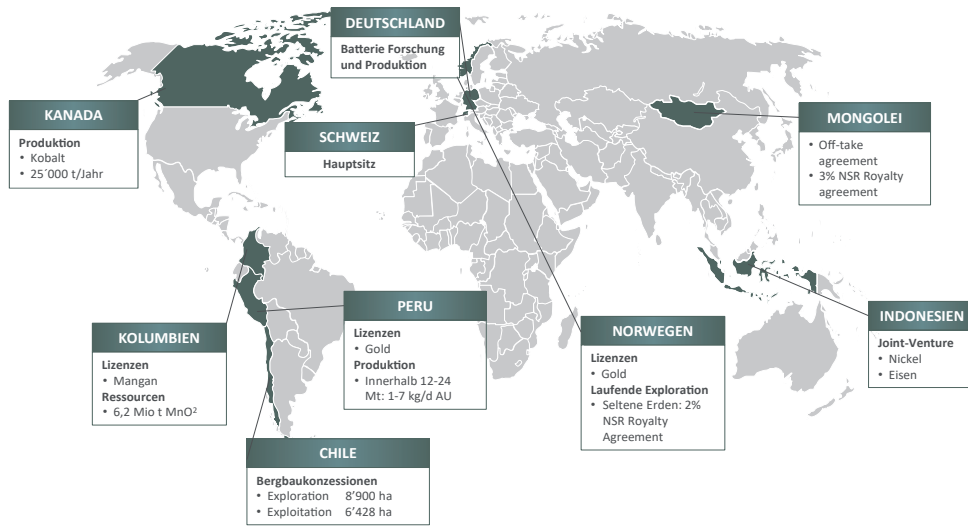 DEUTSCHLAND
Batterie Forschung
und Produktion
KANADA
Produktion
• Kobalt
• 25´000 t/Jahr
SCHWEIZ
Hauptsitz
MONGOLEI
• Off-take
agreement
• 3% NSR Royalty
agreement
KOLUMBIEN
Lizenzen
• Mangan
Ressourcen
• 6,2 Mio t MnO²
PERU
Lizenzen
• Gold
Produktion
• Innerhalb 12-24
Mt: 1-7 kg/d AU
NORWEGEN
Lizenzen
• Gold
Laufende Exploration
• Seltene Erden: 2%
NSR Royalty
Agreement
INDONESIEN
Joint-Venture
• Nickel
• Eisen
CHILE
Bergbaukonzessionen
• Exploration 8’900 ha
• Exploitation 6’428 ha